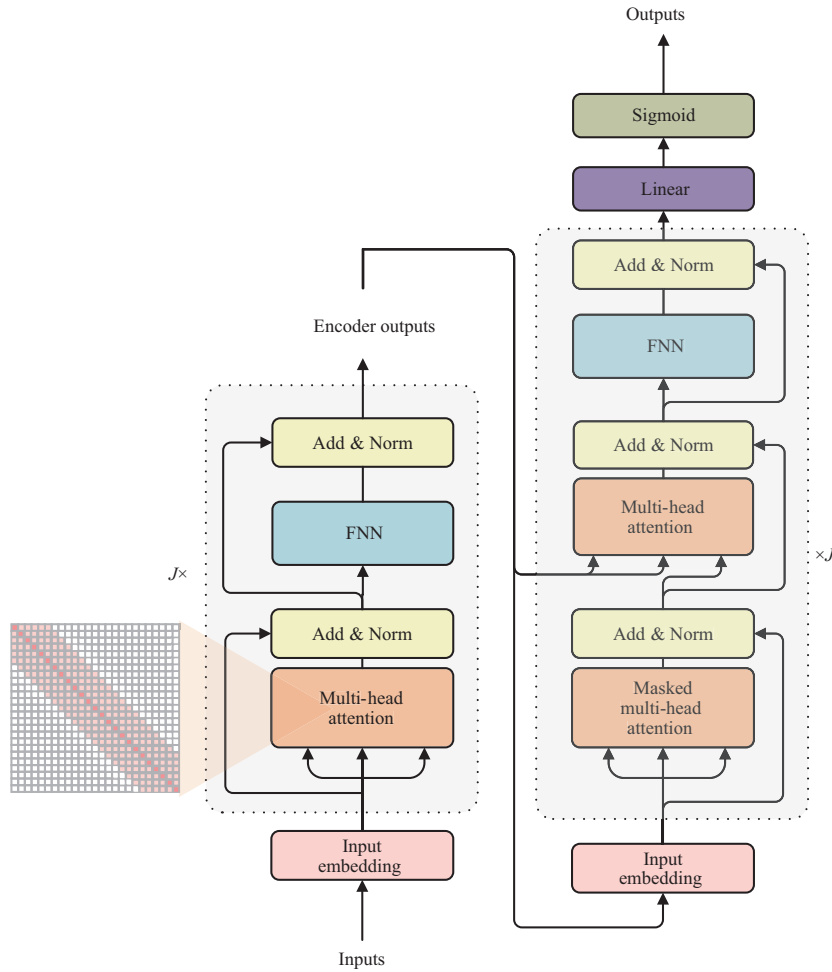 Outputs
Sigmoid
Linear
Add & Norm
FNN
Add & Norm
Multi-head
attention
×J
Add & Norm
Masked
multi-head
attention
Input
embedding
Encoder outputs
Add & Norm
FNN
J×
Add & Norm
Multi-head
attention
Input
embedding
Inputs